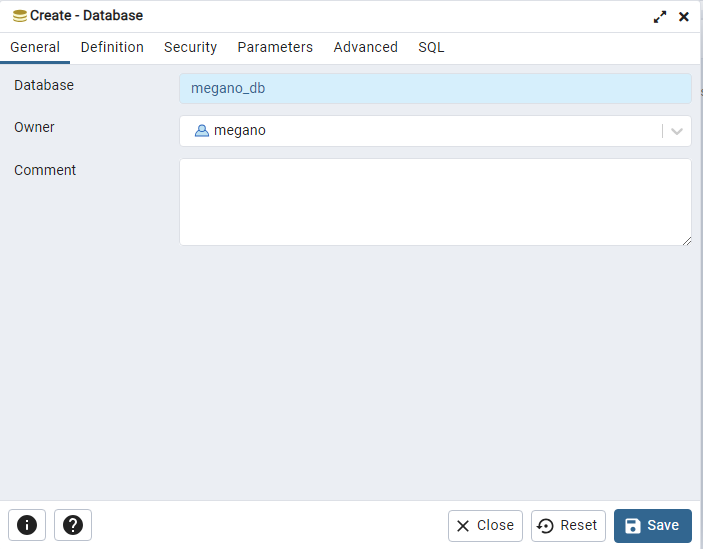 Create - Database
General Definition Security Parameters Advanced SQL
Database megano_db
Owner megano
Comment
Close Reset Save